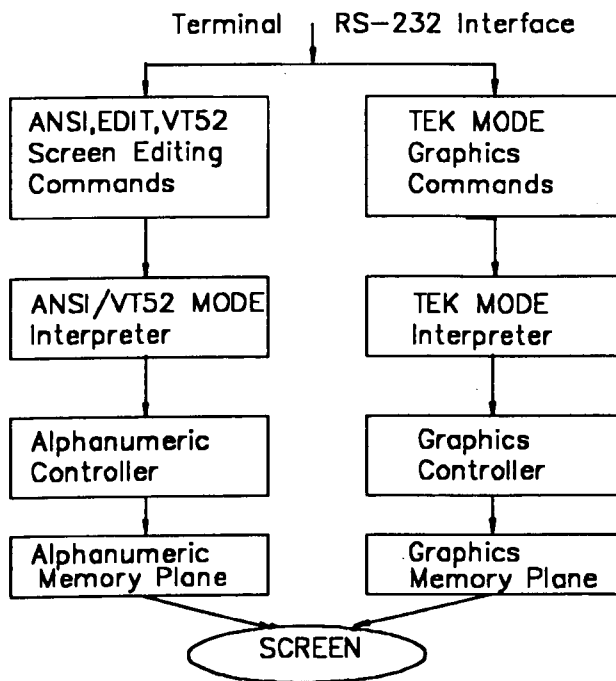 Terminal RS-232 Interface
ANSI,EDIT,VT52
Screen Editing
Commands
TEK MODE
Graphics
Commands
ANSI/VT52 MODE
Interpreter
TEK MODE
Interpreter
Alphanumeric
Controller
Graphics
Controller
Alphanumeric
Memory Plane
Graphics
Memory Plane
SCREEN